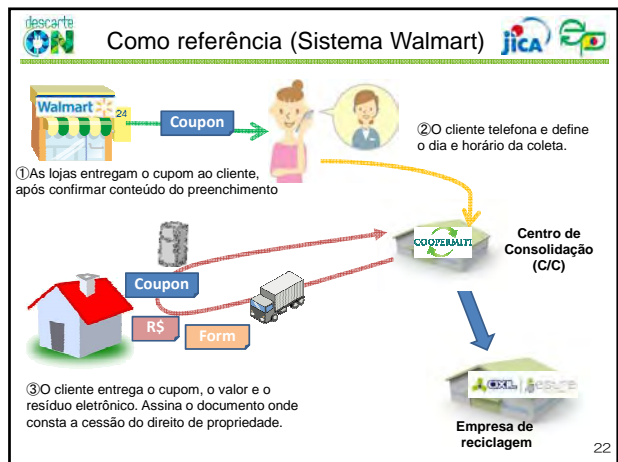 descarte
ON
Como referência (Sistema Walmart)
jICA
Walmart
24
Coupon
②O cliente telefona e define
o dia e horário da coleta.
①As lojas entregam o cupom ao cliente,
após confirmar conteúdo do preenchimento
COOPERMITI
Centro de
Consolidação
(C/C)
Coupon
R$
Form
③O cliente entrega o cupom, o valor e o
resíduo eletrônico. Assina o documento onde
consta a cessão do direito de propriedade.
OXIL
Empresa de
reciclagem
22